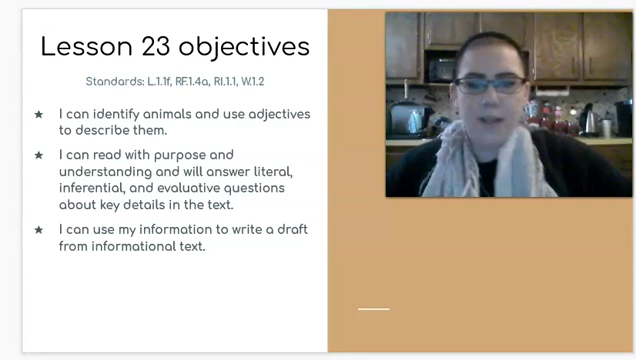 Lesson 23 objectives
Standards: L.1.1f, RF.1.4a, RI.1.1, W.1.2
★ I can identify animals and use adjectives
to describe them.
★ I can read with purpose and
understanding and will answer literal,
inferential, and evaluative questions
about key details in the text.
★ I can use my information to write a draft
from informational text.